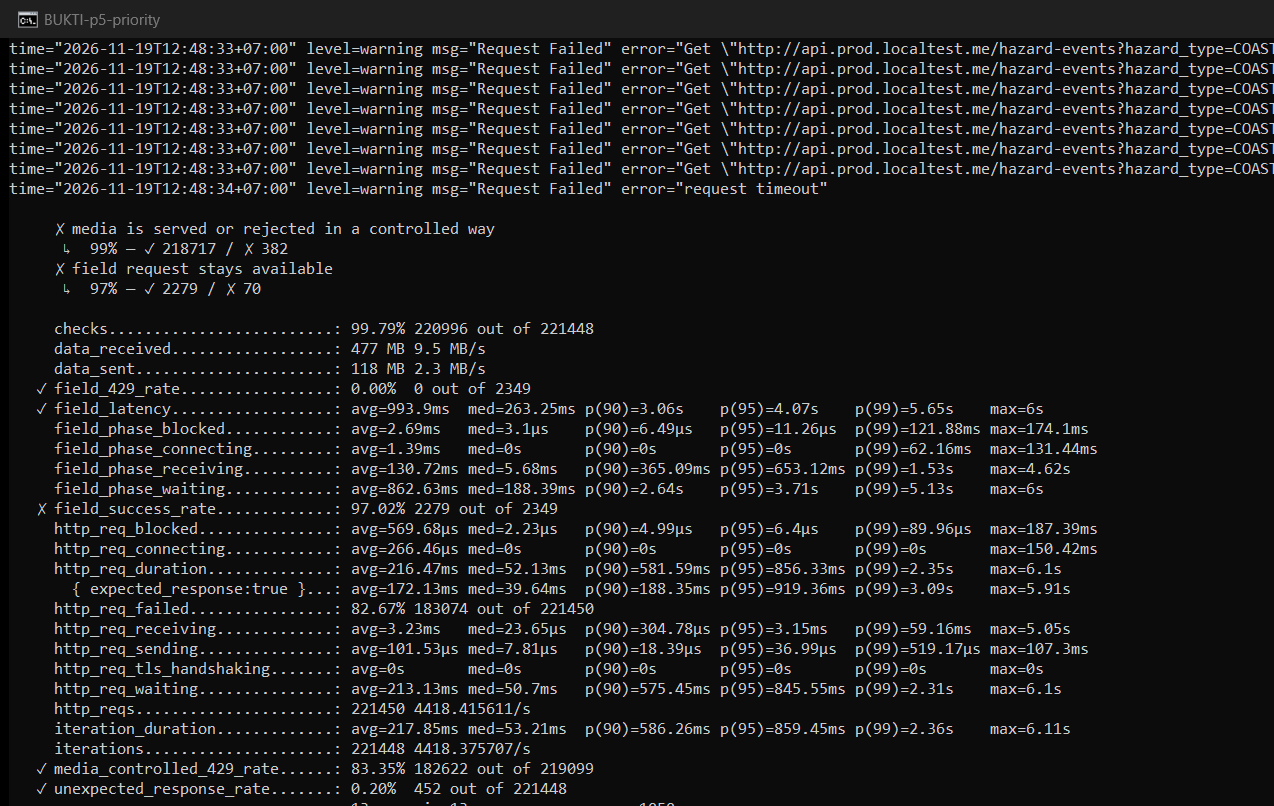 BUKTI-p5-priority
time="2026-11-19T12:48:33+07:00" level=warning msg="Request Failed" error="Get \"http://api.prod.localtest.me/hazard-events?hazard_type=COAST
time="2026-11-19T12:48:33+07:00" level=warning msg="Request Failed" error="Get \"http://api.prod.localtest.me/hazard-events?hazard_type=COAST
time="2026-11-19T12:48:33+07:00" level=warning msg="Request Failed" error="Get \"http://api.prod.localtest.me/hazard-events?hazard_type=COAST
time="2026-11-19T12:48:33+07:00" level=warning msg="Request Failed" error="Get \"http://api.prod.localtest.me/hazard-events?hazard_type=COAST
time="2026-11-19T12:48:33+07:00" level=warning msg="Request Failed" error="Get \"http://api.prod.localtest.me/hazard-events?hazard_type=COAST
time="2026-11-19T12:48:33+07:00" level=warning msg="Request Failed" error="Get \"http://api.prod.localtest.me/hazard-events?hazard_type=COAST
time="2026-11-19T12:48:33+07:00" level=warning msg="Request Failed" error="Get \"http://api.prod.localtest.me/hazard-events?hazard_type=COAST
time="2026-11-19T12:48:34+07:00" level=warning msg="Request Failed" error="request timeout"
✗ media is served or rejected in a controlled way
↳ 99% — ✓ 218717 / ✗ 382
✗ field request stays available
↳ 97% — ✓ 2279 / ✗ 70
checks.........................: 99.79% 220996 out of 221448
data_received..................: 477 MB 9.5 MB/s
data_sent......................: 118 MB 2.3 MB/s
✓ field_429_rate.................: 0.00% 0 out of 2349
✓ field_latency..................: avg=993.9ms med=263.25ms p(90)=3.06s p(95)=4.07s p(99)=5.65s max=6s
field_phase_blocked............: avg=2.69ms med=3.1µs p(90)=6.49µs p(95)=11.26µs p(99)=121.88ms max=174.1ms
field_phase_connecting.........: avg=1.39ms med=0s p(90)=0s p(95)=0s p(99)=62.16ms max=131.44ms
field_phase_receiving..........: avg=130.72ms med=5.68ms p(90)=365.09ms p(95)=653.12ms p(99)=1.53s max=4.62s
field_phase_waiting............: avg=862.63ms med=188.39ms p(90)=2.64s p(95)=3.71s p(99)=5.13s max=6s
✗ field_success_rate.............: 97.02% 2279 out of 2349
http_req_blocked...............: avg=569.68µs med=2.23µs p(90)=4.99µs p(95)=6.4µs p(99)=89.96µs max=187.39ms
http_req_connecting............: avg=266.46µs med=0s p(90)=0s p(95)=0s p(99)=0s max=150.42ms
http_req_duration..............: avg=216.47ms med=52.13ms p(90)=581.59ms p(95)=856.33ms p(99)=2.35s max=6.1s
{ expected_response:true }...: avg=172.13ms med=39.64ms p(90)=188.35ms p(95)=919.36ms p(99)=3.09s max=5.91s
http_req_failed................: 82.67% 183074 out of 221450
http_req_receiving.............: avg=3.23ms med=23.65µs p(90)=304.78µs p(95)=3.15ms p(99)=59.16ms max=5.05s
http_req_sending...............: avg=101.53µs med=7.81µs p(90)=18.39µs p(95)=36.99µs p(99)=519.17µs max=107.3ms
http_req_tls_handshaking.......: avg=0s med=0s p(90)=0s p(95)=0s p(99)=0s max=0s
http_req_waiting...............: avg=213.13ms med=50.7ms p(90)=575.45ms p(95)=845.55ms p(99)=2.31s max=6.1s
http_reqs......................: 221450 4418.415611/s
iteration_duration.............: avg=217.85ms med=53.21ms p(90)=586.26ms p(95)=859.45ms p(99)=2.36s max=6.11s
iterations.....................: 221448 4418.375707/s
✓ media_controlled_429_rate......: 83.35% 182622 out of 219099
✓ unexpected_response_rate.......: 0.20% 452 out of 221448